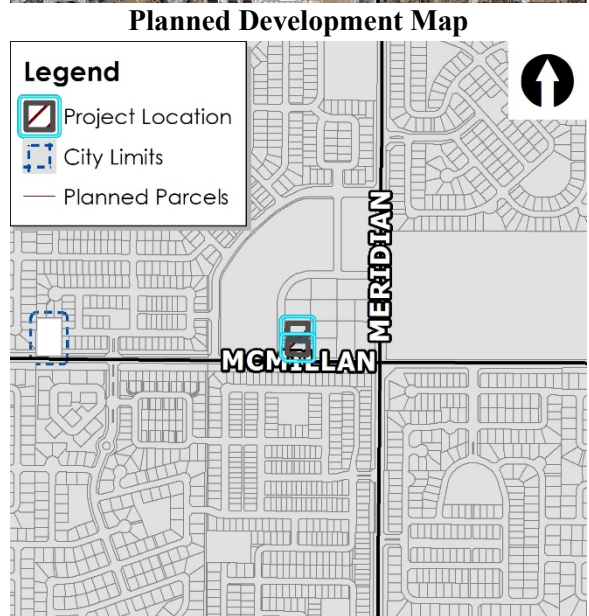 Planned Development Map
Legend
Project Location
City Limits
Planned Parcels
MERIDIAN
MCMILLAN